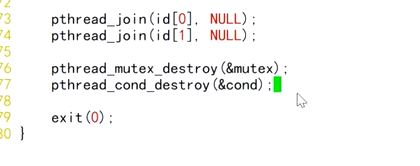 73 pthread_join(id[0], NULL);
74 pthread_join(id[1], NULL);
75
76 pthread_mutex_destroy(&mutex);
77 pthread_cond_destroy(&cond);
78
79 exit(0);
80 }